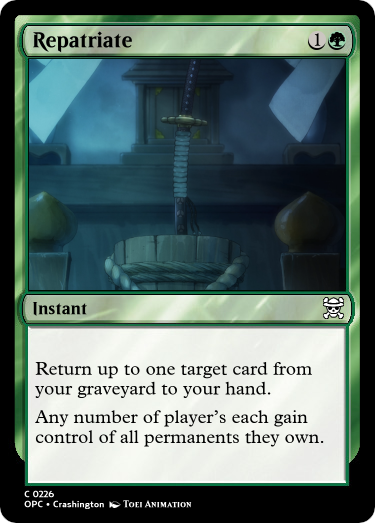 Repatriate 1
Instant
Return up to one target card from
your graveyard to your hand.
Any number of player's each gain
control of all permanents they own.
C 0226
OPC • Crashington Toei Animation